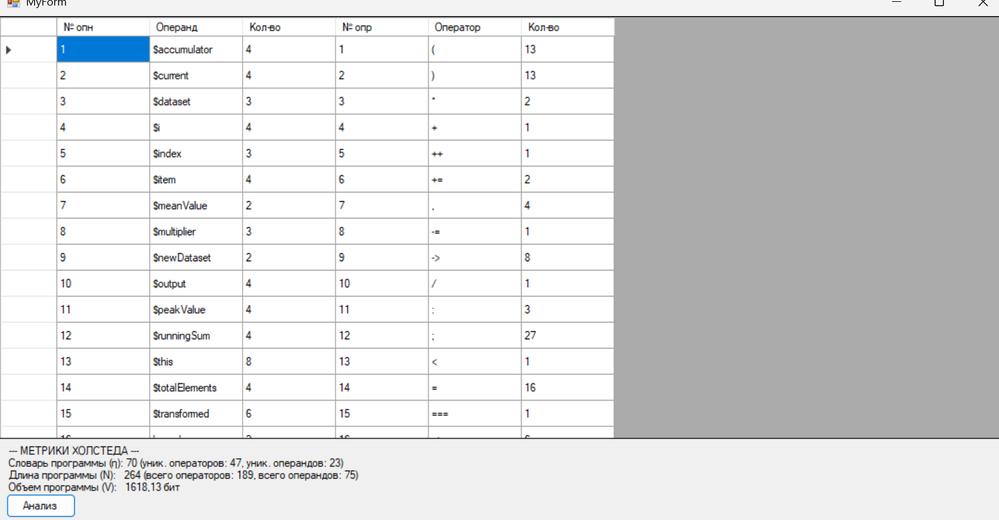 MyForm
№ опн Операнд Кол-во № опр Оператор Кол-во
1 $accumulator 4 1 ( 13
2 $current 4 2 ) 13
3 $dataset 3 3 * 2
4 $i 4 4 + 1
5 $index 3 5 ++ 1
6 $item 4 6 += 2
7 $meanValue 2 7 , 4
8 $multiplier 3 8 -= 1
9 $newDataset 2 9 -> 8
10 $output 4 10 / 1
11 $peakValue 4 11 : 3
12 $runningSum 4 12 ; 27
13 $this 8 13 < 1
14 $totalElements 4 14 = 16
15 $transformed 6 15 === 1
--- МЕТРИКИ ХОЛСТЕДА ---
Словарь программы (η): 70 (уник. операторов: 47, уник. операндов: 23)
Длина программы (N): 264 (всего операторов: 189, всего операндов: 75)
Объем программы (V): 1618,13 бит
Анализ